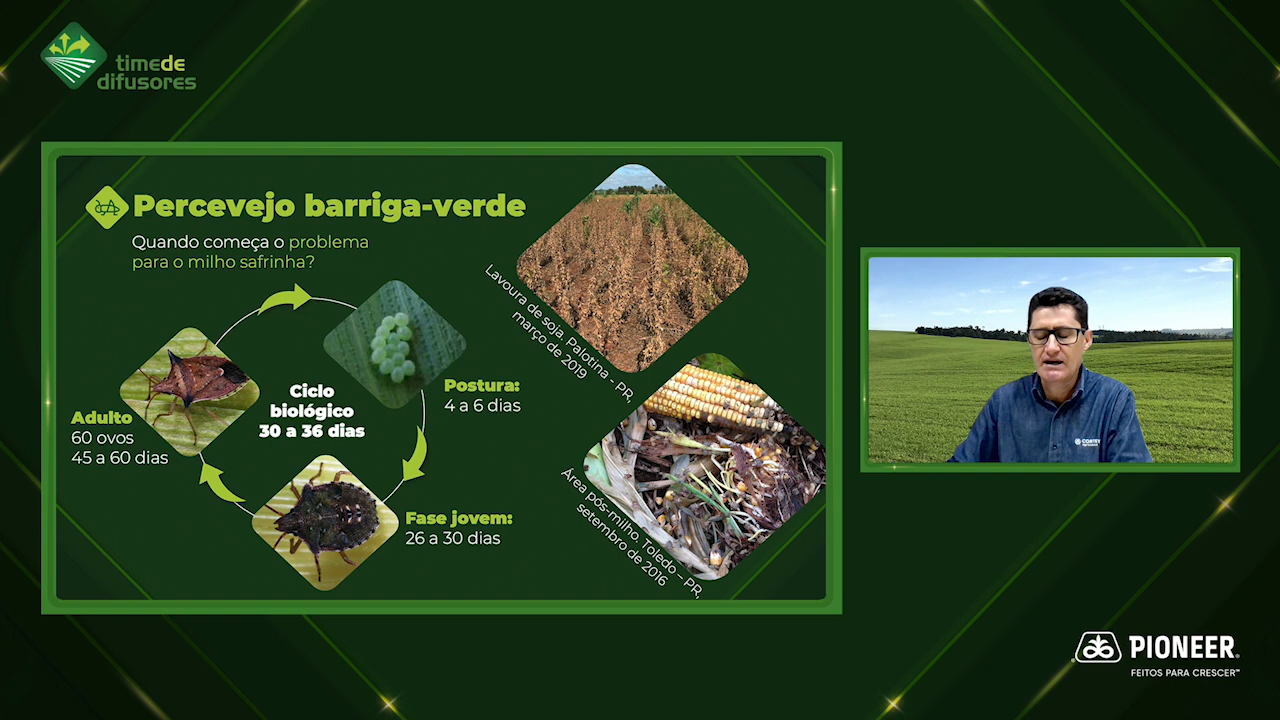 timede
difusores
Percevejo barriga-verde
Quando começa o problema
para o milho safrinha?
Lavoura de soja, Palotina - PR,
março de 2019
Postura:
4 a 6 dias
Ciclo
biológico
30 a 36 dias
Adulto
60 ovos
45 a 60 dias
Fase jovem:
26 a 30 dias
Área pós-milho, Toledo – PR,
setembro de 2016
CORTEVA
PIONEER
FEITOS PARA CRESCER™